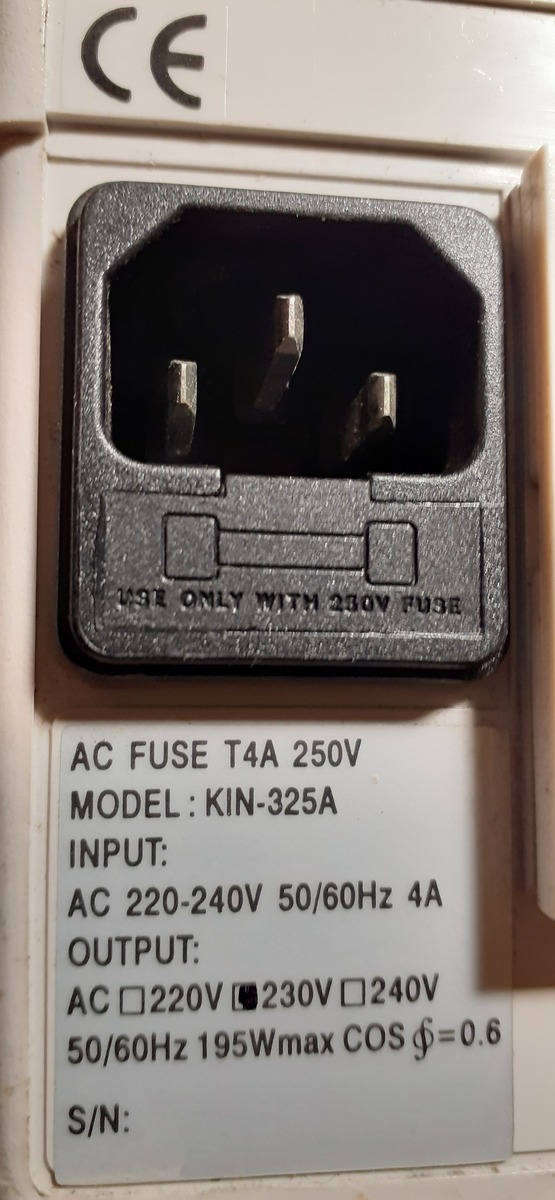 CE
USE ONLY WITH 250V FUSE
AC FUSE T4A 250V
MODEL : KIN-325A
INPUT:
AC 220-240V 50/60Hz 4A
OUTPUT:
AC □220V ■230V □240V
50/60Hz 195Wmax COS ∮=0.6
S/N: